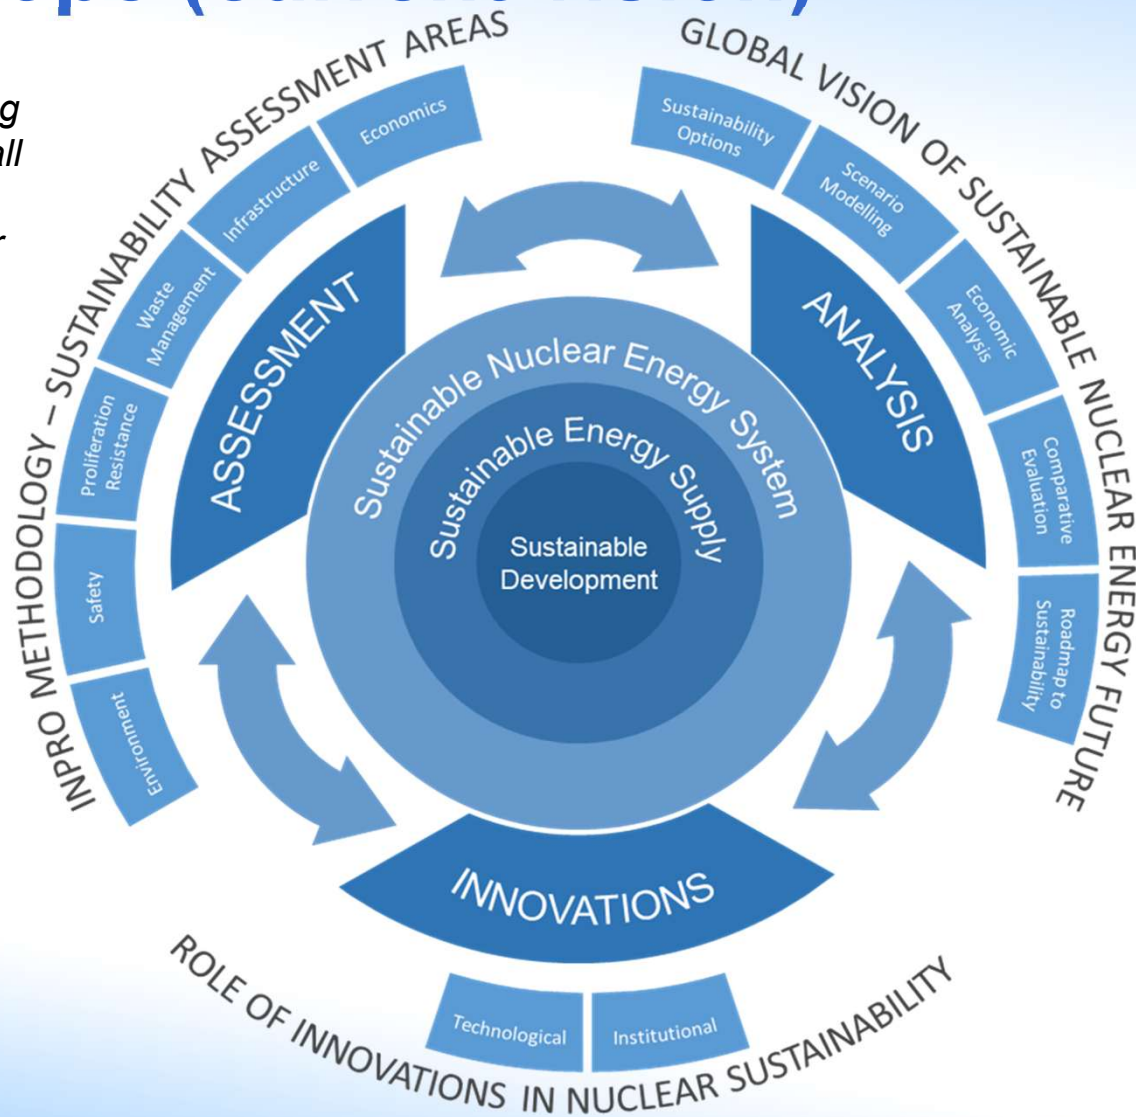 INPRO METHODOLOGY – SUSTAINABILITY ASSESSMENT AREAS
Economics
Infrastructure
Waste
Management
Proliferation
Resistance
Safety
Environment
ASSESSMENT
GLOBAL VISION OF SUSTAINABLE NUCLEAR ENERGY FUTURE
Sustainability
Options
Scenario
Modelling
Economic
Analysis
Comparative
Evaluation
Roadmap to
Sustainability
ANALYSIS
Sustainable Nuclear Energy System
Sustainable Energy Supply
Sustainable
Development
INNOVATIONS
Technological
Institutional
ROLE OF INNOVATIONS IN NUCLEAR SUSTAINABILITY